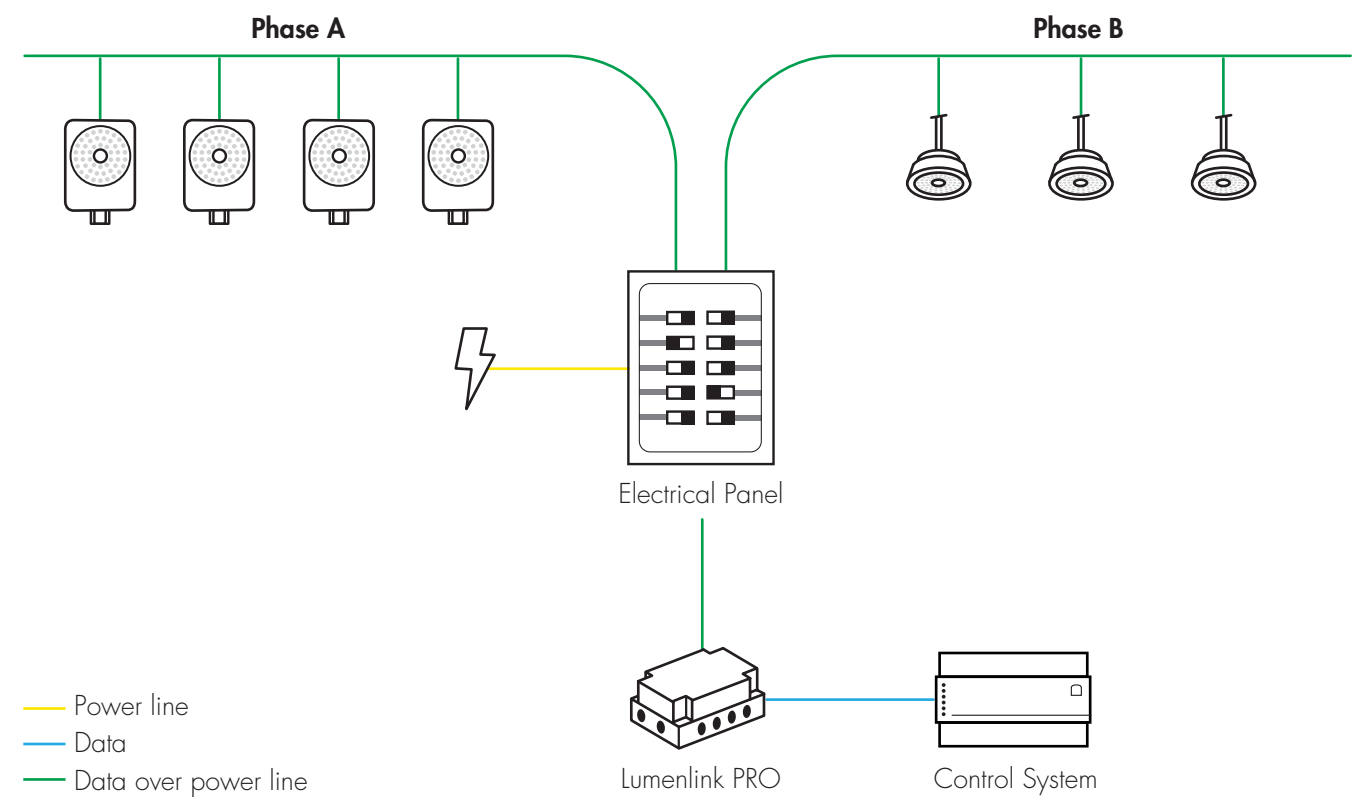 Phase A
Phase B
Electrical Panel
Power line
Data
Data over power line
Lumenlink PRO
Control System